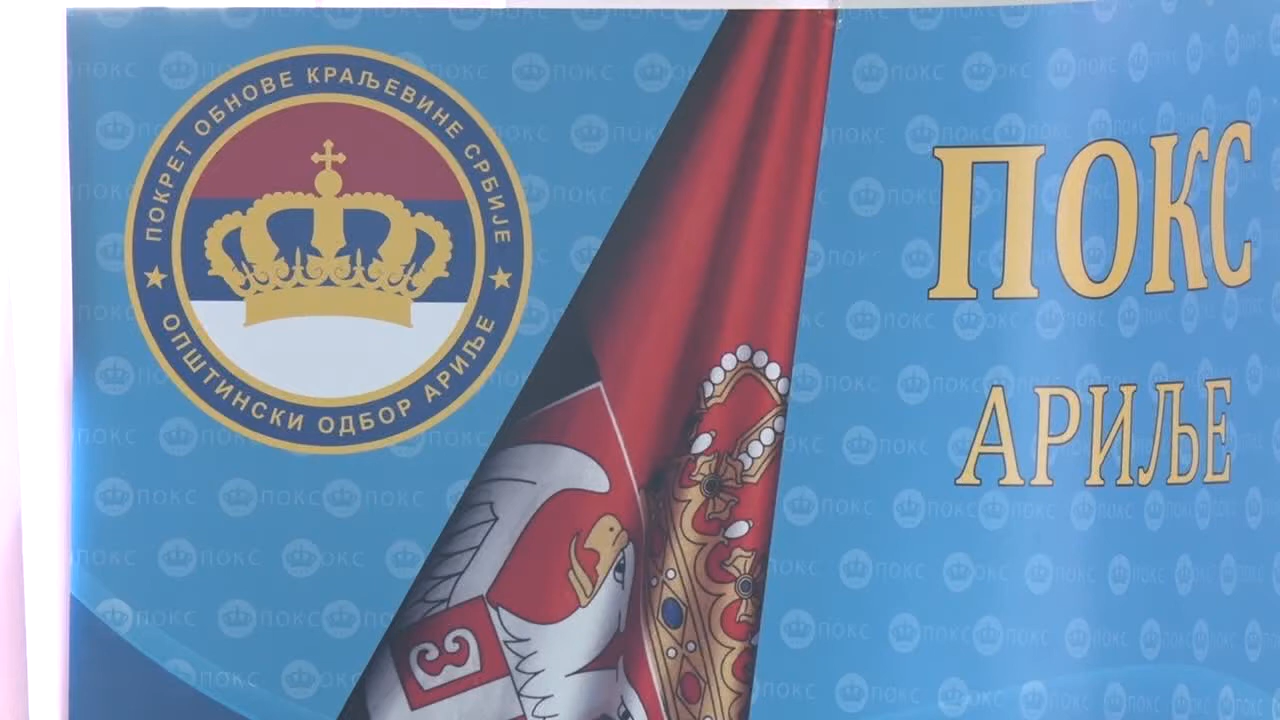 ПОКРЕТ ОБНОВЕ КРАЉЕВИНЕ СРБИЈЕ
ОПШТИНСКИ ОДБОР АРИЉЕ
ПОКС
АРИЉЕ